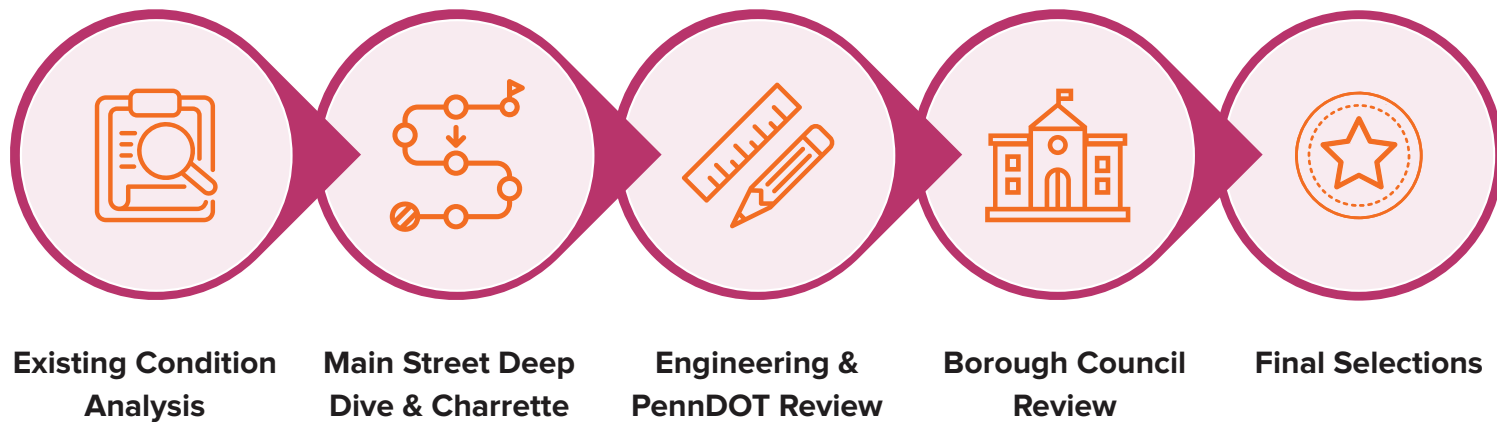 Existing Condition
Analysis
Main Street Deep
Dive & Charrette
Engineering &
PennDOT Review
Borough Council
Review
Final Selections